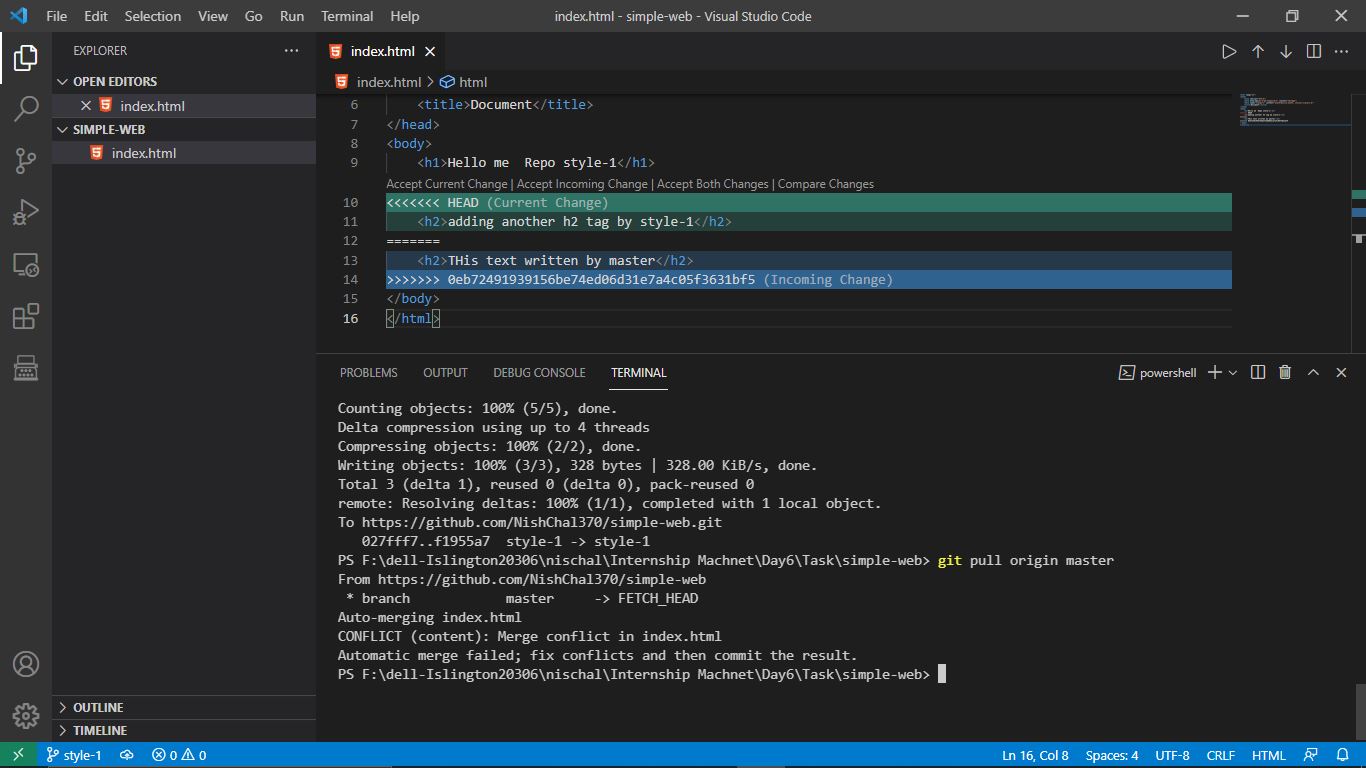 File Edit Selection View Go Run Terminal Help index.html - simple-web - Visual Studio Code
EXPLORER
OPEN EDITORS
index.html
SIMPLE-WEB
index.html
OUTLINE
TIMELINE
index.html
index.html > html
6 <title>Document</title>
7 </head>
8 <body>
9 <h1>Hello me  Repo style-1</h1>
Accept Current Change | Accept Incoming Change | Accept Both Changes | Compare Changes
10 <<<<<<< HEAD (Current Change)
11 <h2>adding another h2 tag by style-1</h2>
12 =======
13 <h2>THis text written by master</h2>
14 >>>>>>> 0eb72491939156be74ed06d31e7a4c05f3631bf5 (Incoming Change)
15 </body>
16 </html>
PROBLEMS OUTPUT DEBUG CONSOLE TERMINAL powershell
Counting objects: 100% (5/5), done.
Delta compression using up to 4 threads
Compressing objects: 100% (2/2), done.
Writing objects: 100% (3/3), 328 bytes | 328.00 KiB/s, done.
Total 3 (delta 1), reused 0 (delta 0), pack-reused 0
remote: Resolving deltas: 100% (1/1), completed with 1 local object.
To https://github.com/NishChal370/simple-web.git
027fff7..f1955a7  style-1 -> style-1
PS F:\dell-Islington20306\nischal\Internship Machnet\Day6\Task\simple-web> git pull origin master
From https://github.com/NishChal370/simple-web
* branch            master     -> FETCH_HEAD
Auto-merging index.html
CONFLICT (content): Merge conflict in index.html
Automatic merge failed; fix conflicts and then commit the result.
PS F:\dell-Islington20306\nischal\Internship Machnet\Day6\Task\simple-web>
style-1 0 0 Ln 16, Col 8 Spaces: 4 UTF-8 CRLF HTML